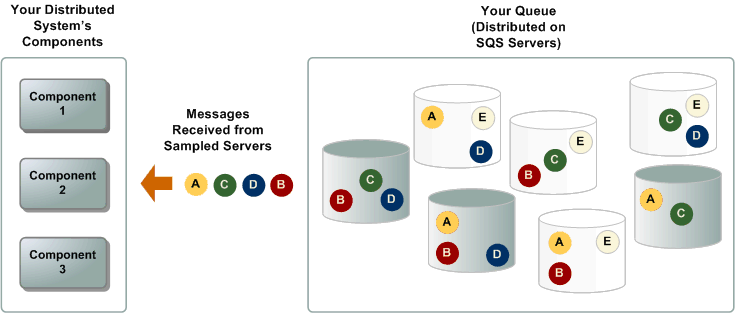 Your Distributed
System's
Components
Component
1
Component
2
Component
3
Messages
Received from
Sampled Servers
A C D B
Your Queue
(Distributed on
SQS Servers)
A E
D
E
C
B
E
C
D
C
B D
A
B D
A E
B
A
C